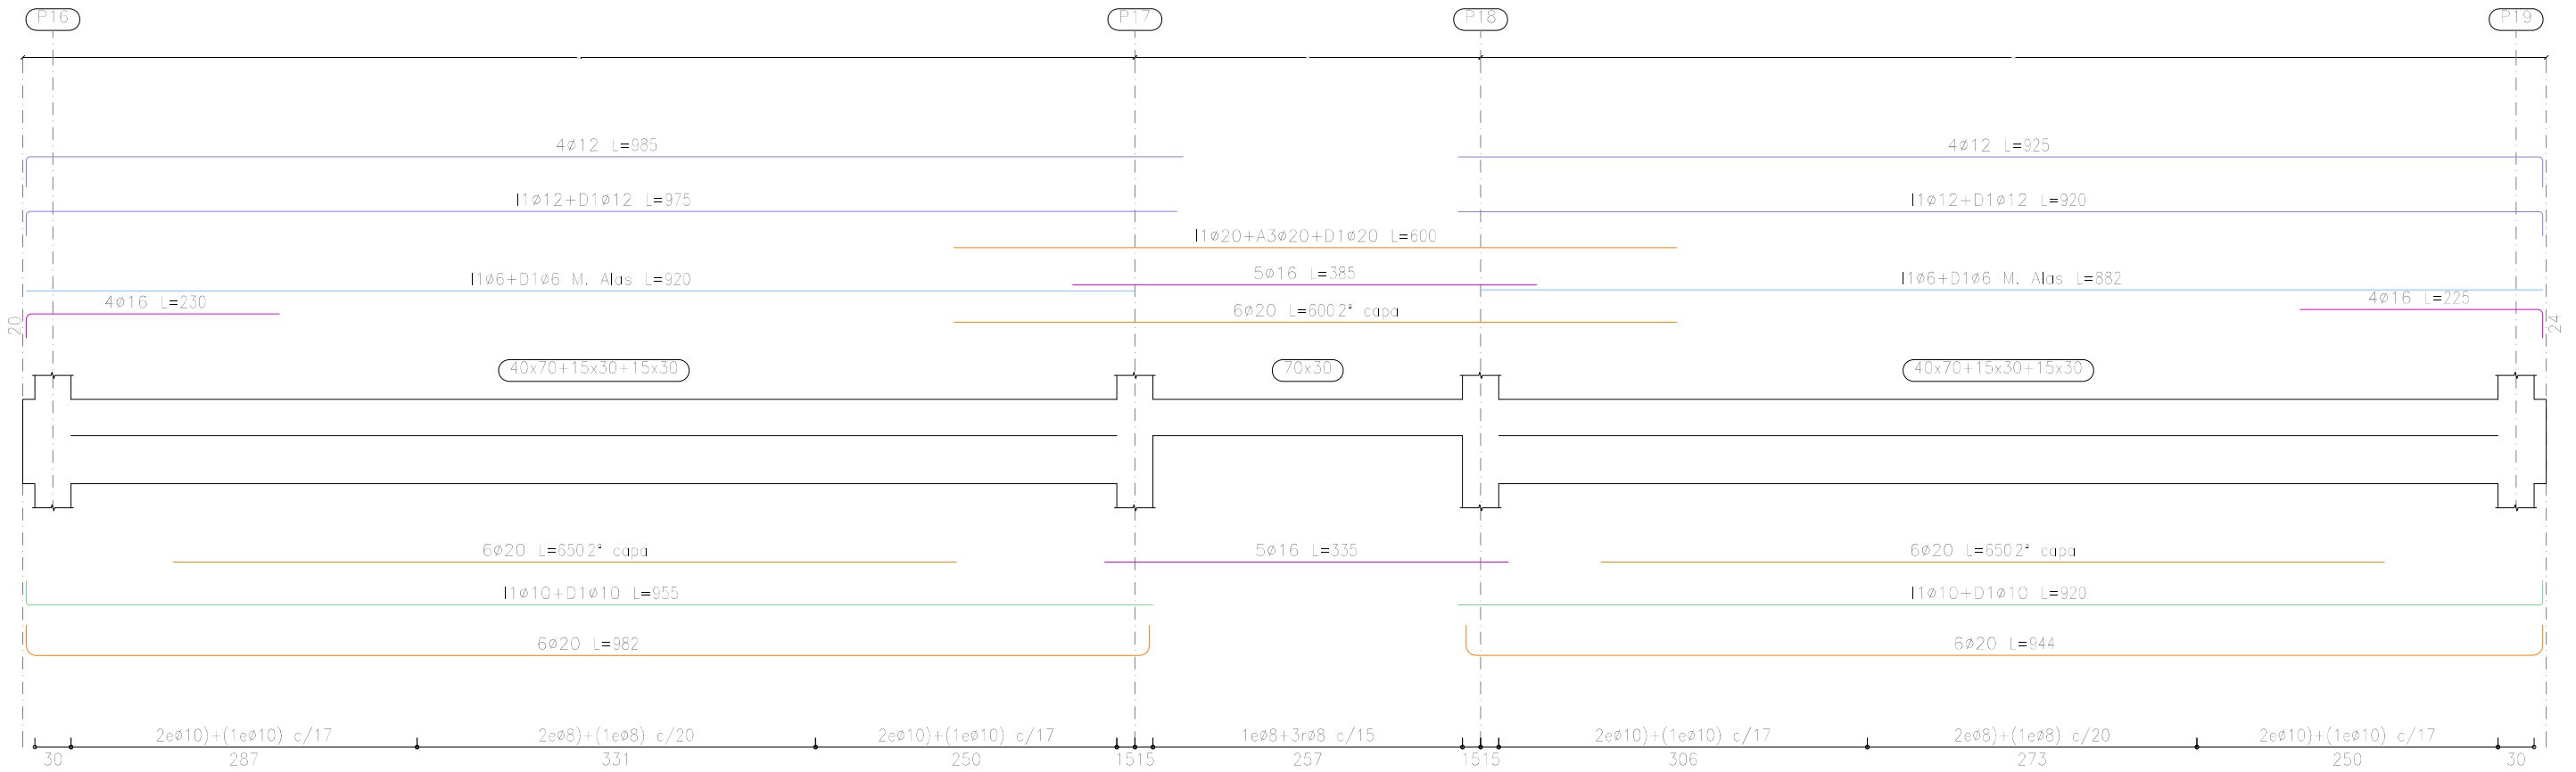 P16 P17 P18 P19
4ø12 L=985 4ø12 L=925
I1ø12+D1ø12 L=975 I1ø12+D1ø12 L=920
I1ø20+A3ø20+D1ø20 L=600
I1ø6+D1ø6 M. Alas L=920 5ø16 L=385 I1ø6+D1ø6 M. Alas L=882
4ø16 L=230 4ø16 L=225
6ø20 L=600 2ª capa
20 24
40x70+15x30+15x30 70x30 40x70+15x30+15x30
6ø20 L=650 2ª capa 5ø16 L=335 6ø20 L=650 2ª capa
I1ø10+D1ø10 L=955 I1ø10+D1ø10 L=920
6ø20 L=982 6ø20 L=944
2eø10)+(1eø10) c/17 2eø8)+(1eø8) c/20 2eø10)+(1eø10) c/17 1eø8+3rø8 c/15 2eø10)+(1eø10) c/17 2eø8)+(1eø8) c/20 2eø10)+(1eø10) c/17
30 287 331 250 1515 257 1515 306 273 250 30